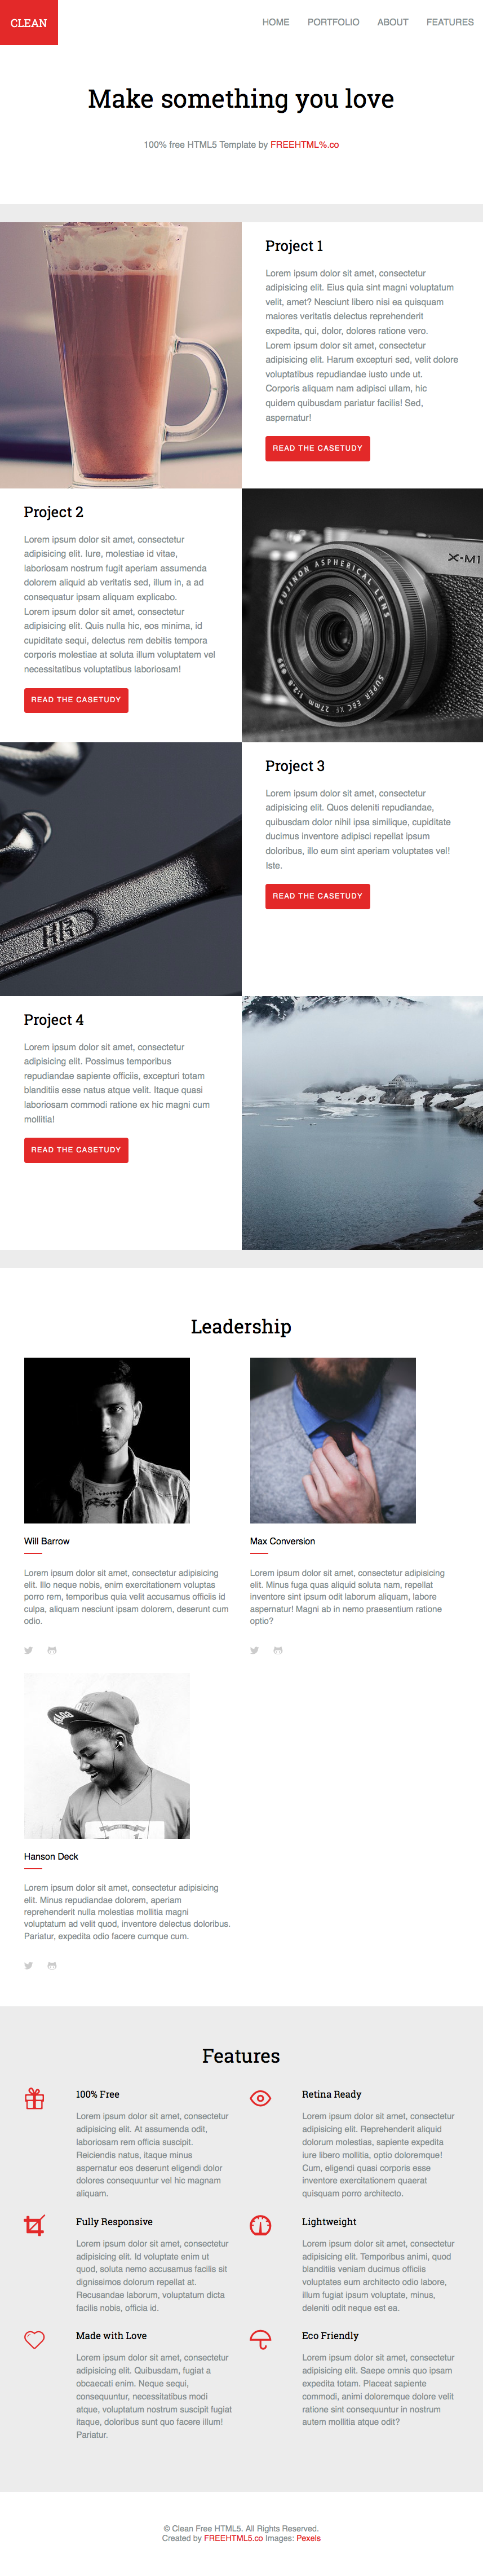 CLEAN
HOME PORTFOLIO ABOUT FEATURES
Make something you love
100% free HTML5 Template by FREEHTML%.co
Project 1
Lorem ipsum dolor sit amet, consectetur
adipisicing elit. Eius quia sint magni voluptatum
velit, amet? Nesciunt libero nisi ea quisquam
maiores veritatis delectus reprehenderit
expedita, qui, dolor, dolores ratione vero.
Lorem ipsum dolor sit amet, consectetur
adipisicing elit. Harum excepturi sed, velit dolore
voluptatibus repudiandae iusto unde ut.
Corporis aliquam nam adipisci ullam, hic
quidem quibusdam pariatur facilis! Sed,
aspernatur!
READ THE CASETUDY
Project 2
Lorem ipsum dolor sit amet, consectetur
adipisicing elit. Iure, molestiae id vitae,
laboriosam nostrum fugit aperiam assumenda
dolorem aliquid ab veritatis sed, illum in, a ad
consequatur ipsam aliquam explicabo.
Lorem ipsum dolor sit amet, consectetur
adipisicing elit. Quis nulla hic, eos minima, id
cupiditate sequi, delectus rem debitis tempora
corporis molestiae at soluta illum voluptatem vel
necessitatibus voluptatibus laboriosam!
READ THE CASETUDY
X-M1
FUJINON ASPHERICAL LENS
SUPER EBC XF 27mm 1:2.8 Ø39
Project 3
Lorem ipsum dolor sit amet, consectetur
adipisicing elit. Quos deleniti repudiandae,
quibusdam dolor nihil ipsa similique, cupiditate
ducimus inventore adipisci repellat ipsum
doloribus, illo eum sint aperiam voluptates vel!
Iste.
READ THE CASETUDY
Project 4
Lorem ipsum dolor sit amet, consectetur
adipisicing elit. Possimus temporibus
repudiandae sapiente officiis, excepturi totam
blanditiis esse natus atque velit. Itaque quasi
laboriosam commodi ratione ex hic magni cum
mollitia!
READ THE CASETUDY
Leadership
Will Barrow
Lorem ipsum dolor sit amet, consectetur adipisicing
elit. Illo neque nobis, enim exercitationem voluptas
porro rem, temporibus quia velit accusamus officiis id
culpa, aliquam nesciunt ipsam dolorem, deserunt cum
odio.
Max Conversion
Lorem ipsum dolor sit amet, consectetur adipisicing
elit. Minus fuga quas aliquid soluta nam, repellat
inventore sint ipsum odit laborum aliquam, labore
aspernatur! Magni ab in nemo praesentium ratione
optio?
Hanson Deck
Lorem ipsum dolor sit amet, consectetur adipisicing
elit. Minus repudiandae dolorem, aperiam
reprehenderit nulla molestias mollitia magni
voluptatum ad velit quod, inventore delectus doloribus.
Pariatur, expedita odio facere cumque cum.
Features
100% Free
Lorem ipsum dolor sit amet, consectetur
adipisicing elit. At assumenda odit,
laboriosam rem officia suscipit.
Reiciendis natus, itaque minus
aspernatur eos deserunt eligendi dolor
dolores consequuntur vel hic magnam
aliquam.
Retina Ready
Lorem ipsum dolor sit amet, consectetur
adipisicing elit. Reprehenderit aliquid
dolorum molestias, sapiente expedita
iure libero mollitia, optio doloremque!
Cum, eligendi quasi corporis esse
inventore exercitationem quaerat
quisquam porro architecto.
Fully Responsive
Lorem ipsum dolor sit amet, consectetur
adipisicing elit. Id voluptate enim ut
quod, soluta nemo accusamus facilis sit
dignissimos dolorum repellat at.
Recusandae laborum, voluptatum dicta
facilis nobis, officia id.
Lightweight
Lorem ipsum dolor sit amet, consectetur
adipisicing elit. Temporibus animi, quod
blanditiis veniam ducimus officiis
voluptates eum architecto odio labore,
illum fugiat ipsum voluptate, minus,
deleniti odit neque est ea.
Made with Love
Lorem ipsum dolor sit amet, consectetur
adipisicing elit. Quibusdam, fugiat a
obcaecati enim. Neque sequi,
consequuntur, necessitatibus modi
atque, voluptatum nostrum suscipit fugiat
itaque, doloribus sunt quo facere illum!
Pariatur.
Eco Friendly
Lorem ipsum dolor sit amet, consectetur
adipisicing elit. Saepe omnis quo ipsam
expedita totam. Placeat sapiente
commodi, animi doloremque dolore velit
ratione sint consequuntur in nostrum
autem mollitia atque odit?
© Clean Free HTML5. All Rights Reserved.
Created by FREEHTML5.co Images: Pexels